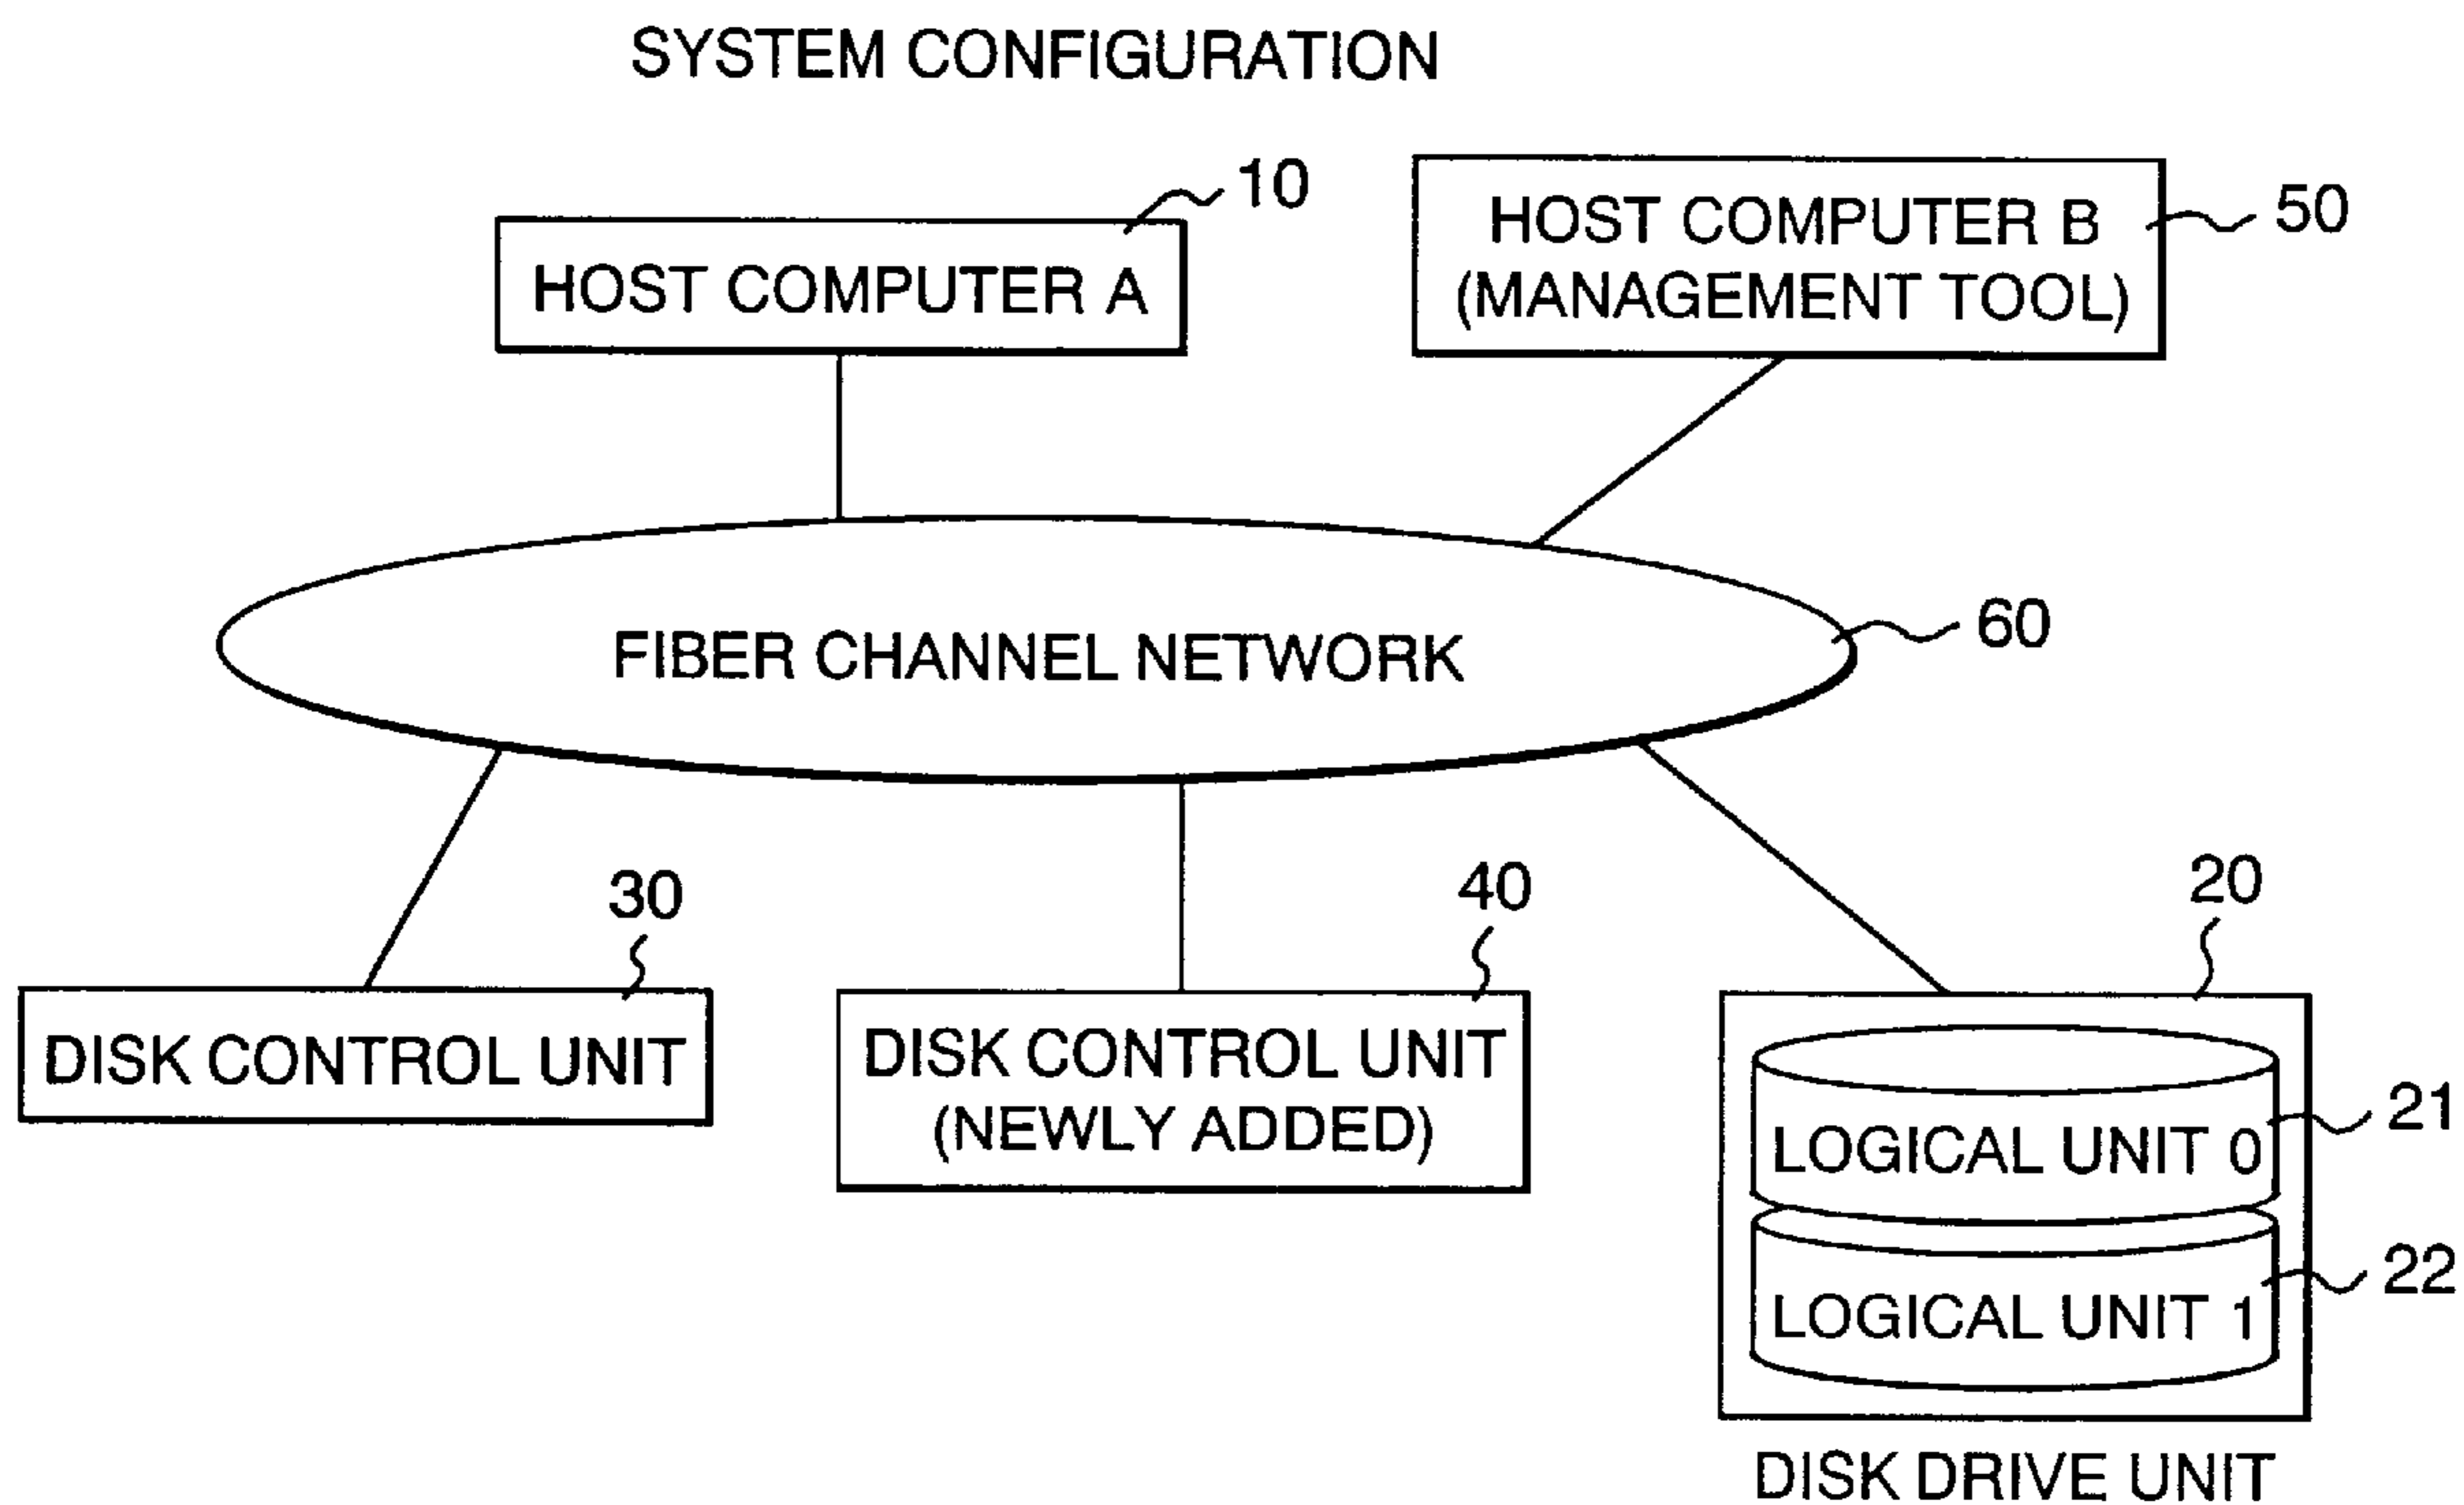 SYSTEM CONFIGURATION
10
HOST COMPUTER A
HOST COMPUTER B
(MANAGEMENT TOOL)
50
FIBER CHANNEL NETWORK
60
30
DISK CONTROL UNIT
40
DISK CONTROL UNIT
(NEWLY ADDED)
20
LOGICAL UNIT 0
21
LOGICAL UNIT 1
22
DISK DRIVE UNIT